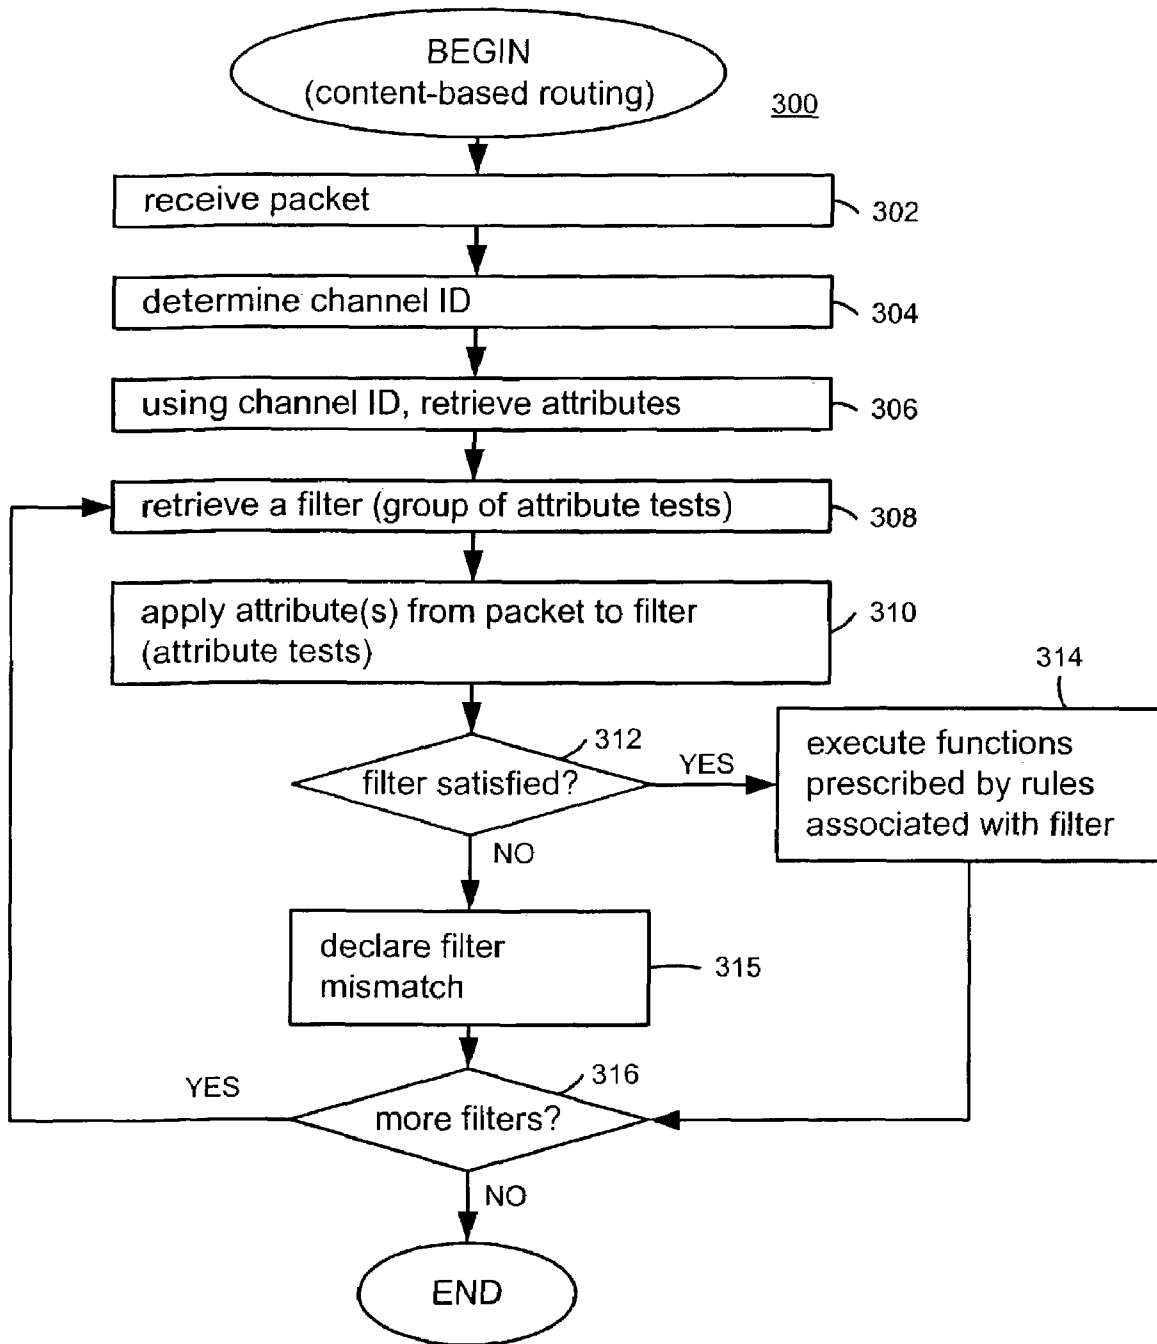 BEGIN
(content-based routing)
300
receive packet
302
determine channel ID
304
using channel ID, retrieve attributes
306
retrieve a filter (group of attribute tests)
308
apply attribute(s) from packet to filter
(attribute tests)
310
314
execute functions
prescribed by rules
associated with filter
312
filter satisfied?
YES
NO
declare filter
mismatch
315
316
YES
more filters?
NO
END